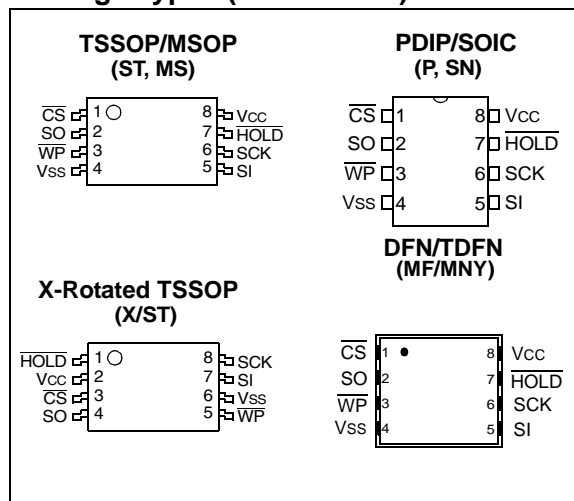 TSSOP/MSOP
(ST, MS)
CS 1 8 VCC
SO 2 7 HOLD
WP 3 6 SCK
VSS 4 5 SI
PDIP/SOIC
(P, SN)
CS 1 8 VCC
SO 2 7 HOLD
WP 3 6 SCK
VSS 4 5 SI
X-Rotated TSSOP
(X/ST)
HOLD 1 8 SCK
VCC 2 7 SI
CS 3 6 VSS
SO 4 5 WP
DFN/TDFN
(MF/MNY)
CS 1 8 VCC
SO 2 7 HOLD
WP 3 6 SCK
VSS 4 5 SI